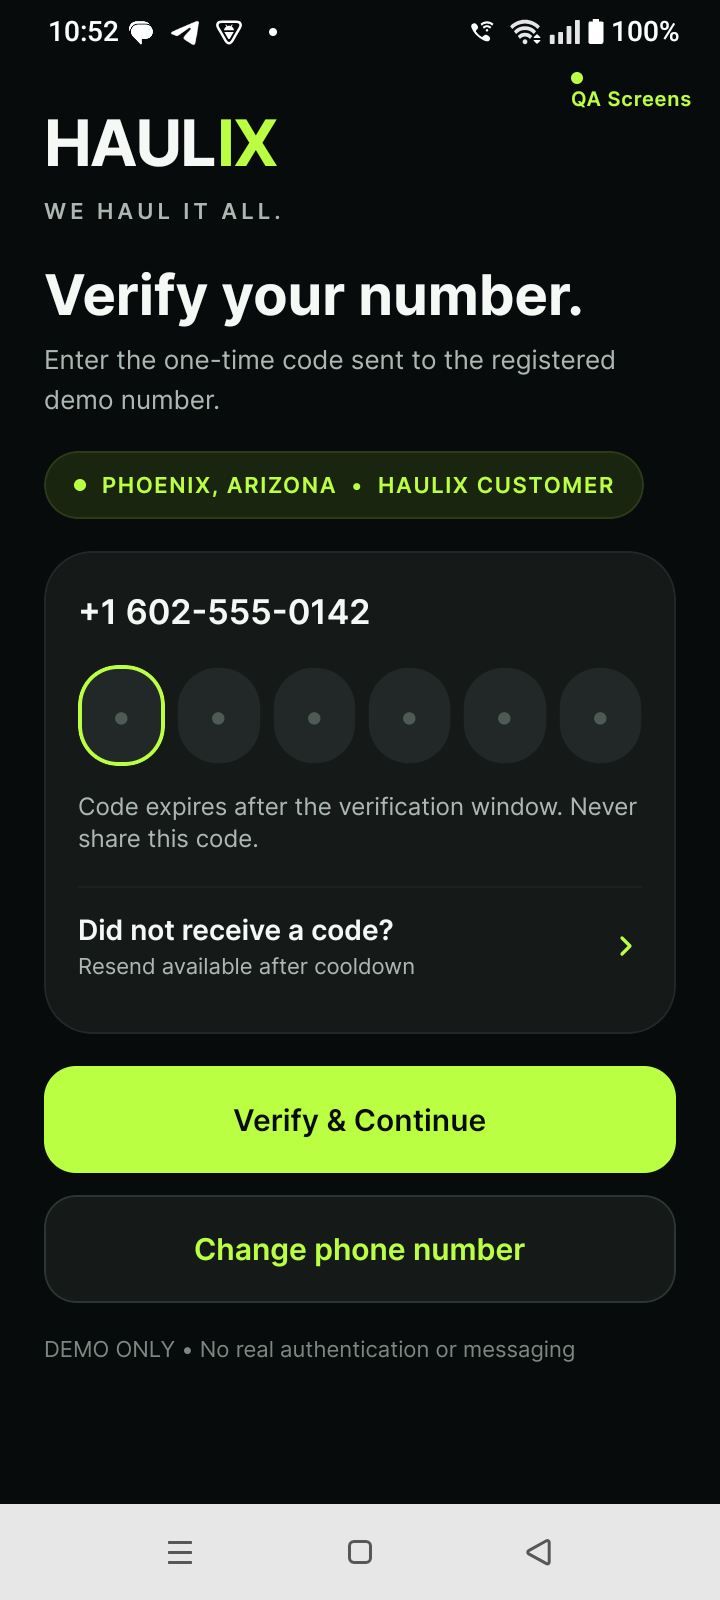 10:52
100%
QA Screens
HAULIX
WE HAUL IT ALL.
Verify your number.
Enter the one-time code sent to the registered
demo number.
PHOENIX, ARIZONA • HAULIX CUSTOMER
+1 602-555-0142
Code expires after the verification window. Never
share this code.
Did not receive a code?
Resend available after cooldown
Verify & Continue
Change phone number
DEMO ONLY • No real authentication or messaging